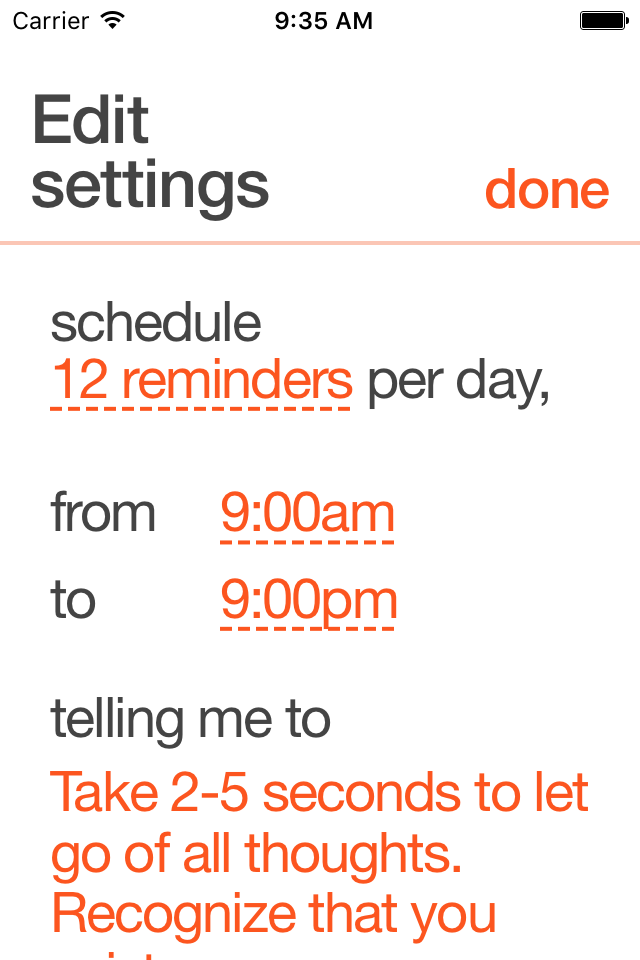 Carrier 9:35 AM
Edit
settings
done
schedule
12 reminders per day,
from 9:00am
to 9:00pm
telling me to
Take 2-5 seconds to let
go of all thoughts.
Recognize that you